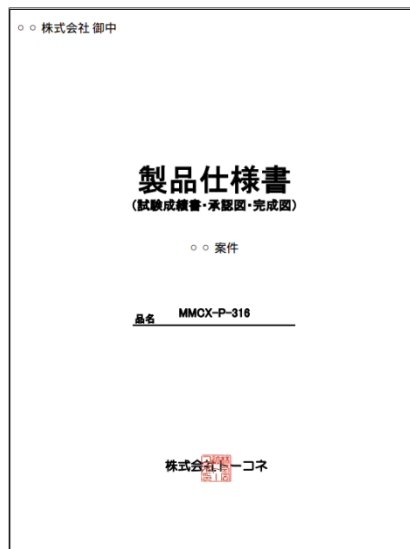 ○ ○ 株式会社 御中
製品仕様書
(試験成績書・承認図・完成図)
○ ○ 案件
品名 MMCX-P-316
株式会社トーコネ